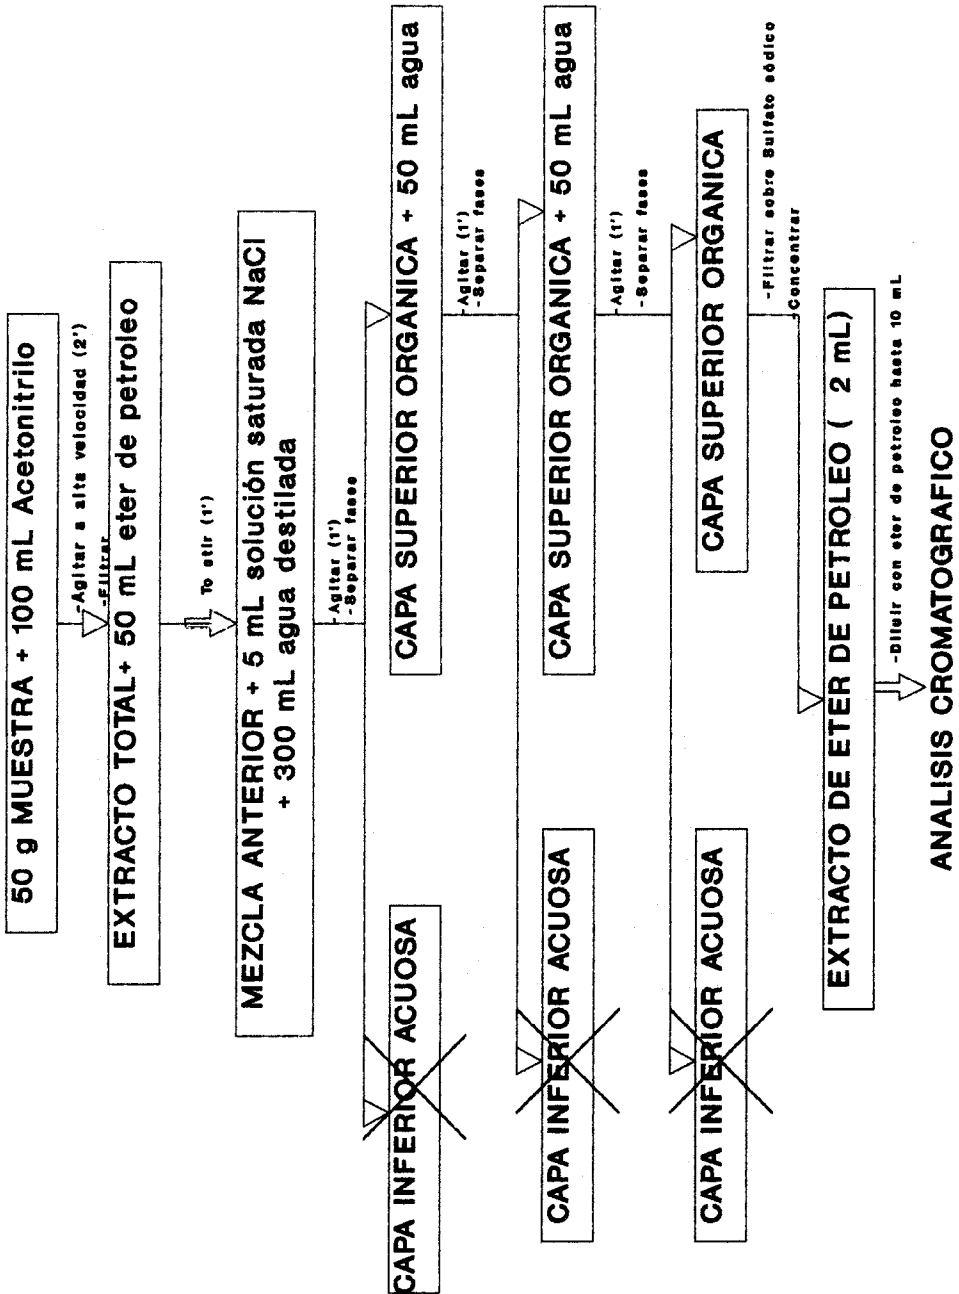 50 g MUESTRA + 100 mL Acetonitrilo
-Agitar a alta velocidad (2')
-Filtrar
EXTRACTO TOTAL+ 50 mL eter de petroleo
To stir (1')
MEZCLA ANTERIOR + 5 mL solución saturada NaCl
+ 300 mL agua destilada
-Agitar (1')
-Separar fases
CAPA INFERIOR ACUOSA
CAPA SUPERIOR ORGANICA + 50 mL agua
-Agitar (1')
-Separar fases
CAPA INFERIOR ACUOSA
CAPA SUPERIOR ORGANICA + 50 mL agua
-Agitar (1')
-Separar fases
CAPA INFERIOR ACUOSA
CAPA SUPERIOR ORGANICA
-Filtrar sobre Sulfato sódico
-Concentrar
EXTRACTO DE ETER DE PETROLEO ( 2 mL)
-Diluir con eter de petroleo hasta 10 mL
ANALISIS CROMATOGRAFICO